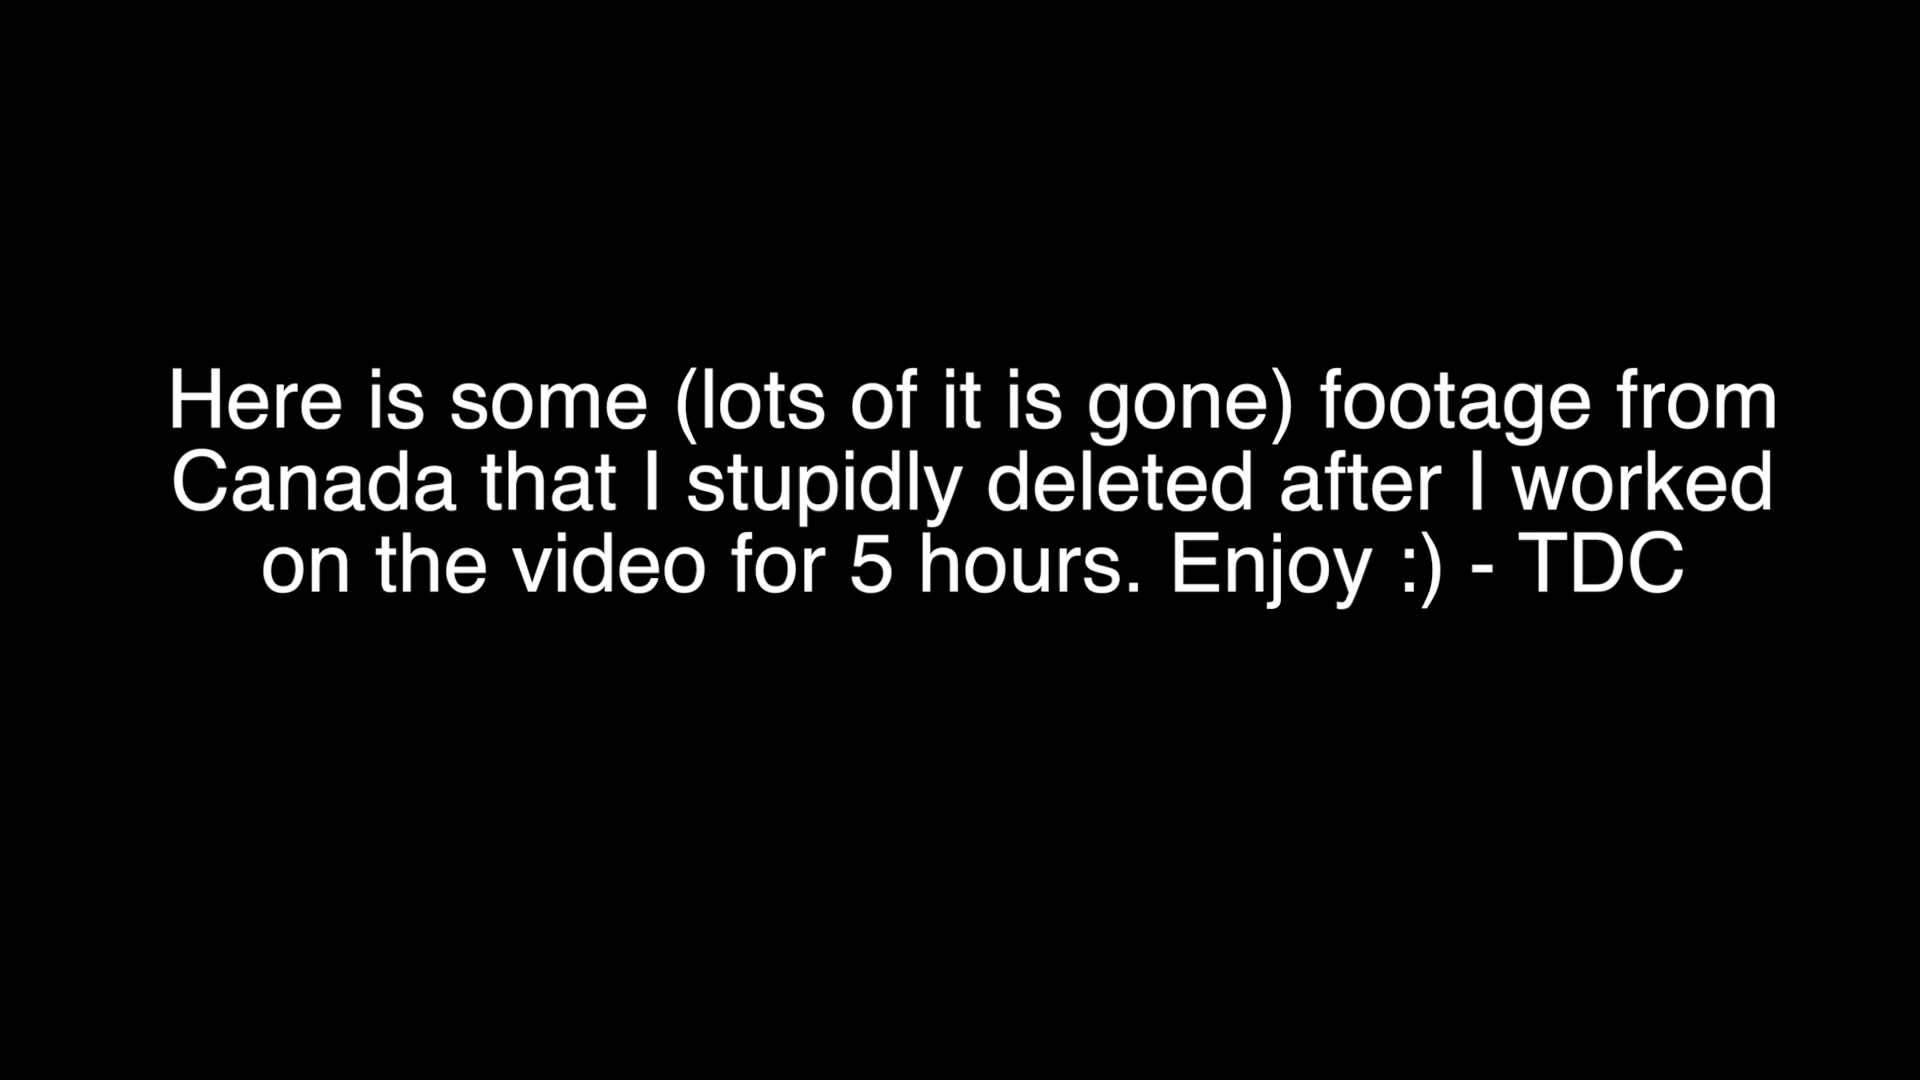 Here is some (lots of it is gone) footage from
Canada that I stupidly deleted after I worked
on the video for 5 hours. Enjoy :) - TDC